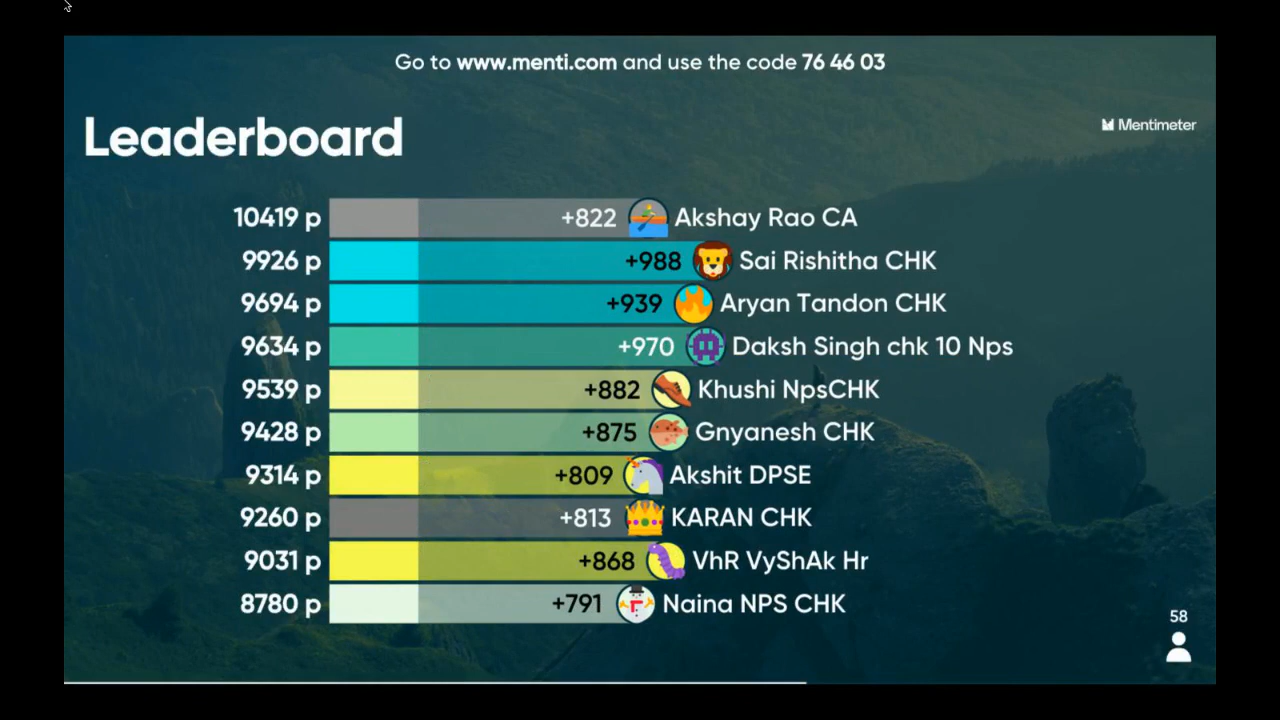 Go to www.menti.com and use the code 76 46 03
Leaderboard
Mentimeter
10419 p +822 Akshay Rao CA
9926 p +988 Sai Rishitha CHK
9694 p +939 Aryan Tandon CHK
9634 p +970 Daksh Singh chk 10 Nps
9539 p +882 Khushi NpsCHK
9428 p +875 Gnyanesh CHK
9314 p +809 Akshit DPSE
9260 p +813 KARAN CHK
9031 p +868 VhR VyShAk Hr
8780 p +791 Naina NPS CHK
58